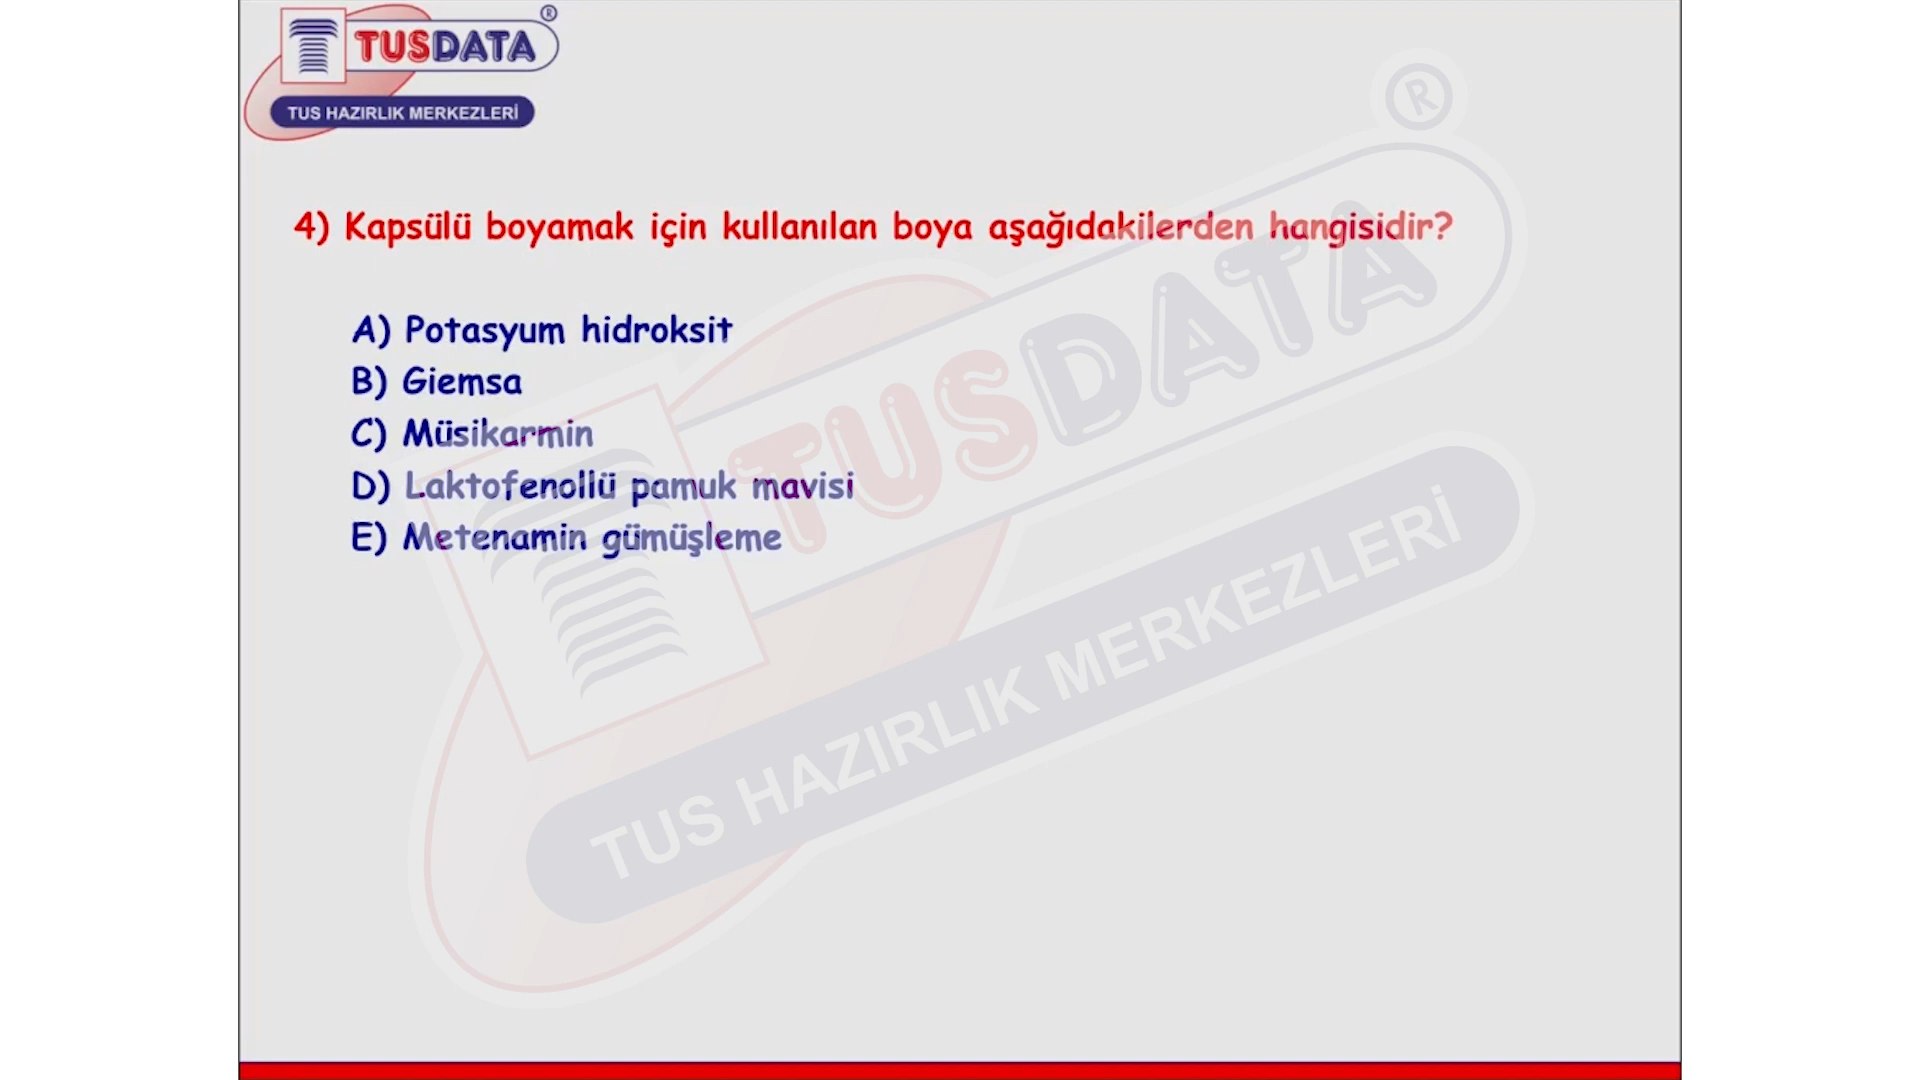 TUSDATA®
TUS HAZIRLIK MERKEZLERİ
4) Kapsülü boyamak için kullanılan boya aşağıdakilerden hangisidir?
A) Potasyum hidroksit
B) Giemsa
C) Müsikarmin
D) Laktofenollü pamuk mavisi
E) Metenamin gümüşleme
TUSDATA®
TUS HAZIRLIK MERKEZLERİ